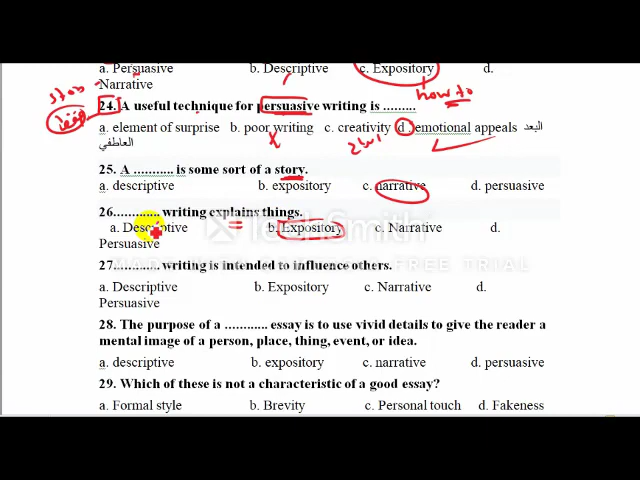 a. Persuasive b. Descriptive c. Expository d.
Narrative
stop
how to
24. A useful technique for persuasive writing is .........
a. element of surprise b. poor writing c. creativity d. emotional appeals البعد
العاطفي
25. A ........... is some sort of a story.
a. descriptive b. expository c. narrative d. persuasive
26............. writing explains things.
a. Descriptive b. Expository c. Narrative d.
Persuasive
27............. writing is intended to influence others.
a. Descriptive b. Expository c. Narrative d.
Persuasive
28. The purpose of a ............ essay is to use vivid details to give the reader a
mental image of a person, place, thing, event, or idea.
a. descriptive b. expository c. narrative d. persuasive
29. Which of these is not a characteristic of a good essay?
a. Formal style b. Brevity c. Personal touch d. Fakeness